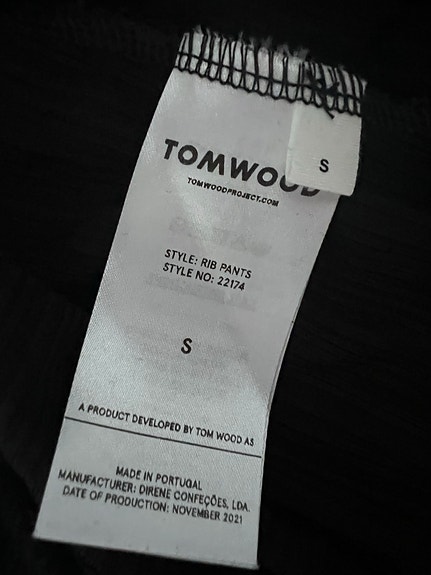 TOMWOOD
S
TOMWOODPROJECT.COM
STYLE: RIB PANTS
STYLE NO: 22174
S
A PRODUCT DEVELOPED BY TOM WOOD AS
MADE IN PORTUGAL
MANUFACTURER: DIRENE CONFEÇÕES, LDA.
DATE OF PRODUCTION: NOVEMBER 2021